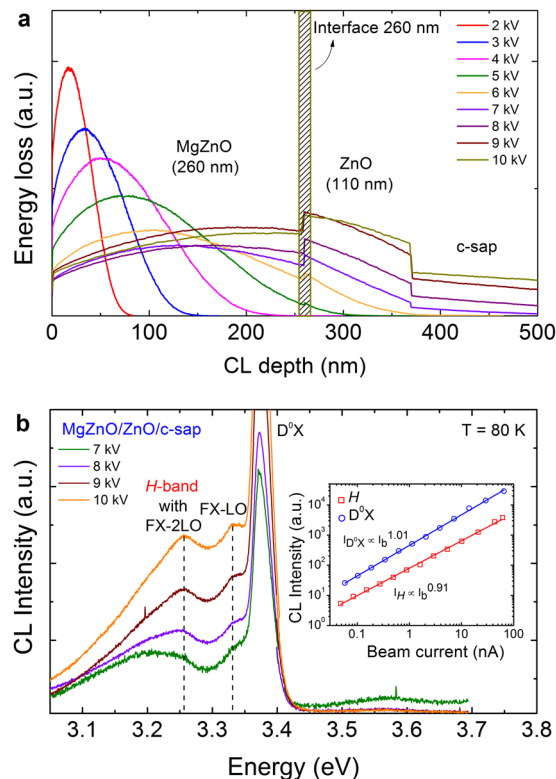 a
Energy loss (a.u.)
MgZnO
(260 nm)
Interface 260 nm
ZnO
(110 nm)
c-sap
2 kV
3 kV
4 kV
5 kV
6 kV
7 kV
8 kV
9 kV
10 kV
0 100 200 300 400 500
CL depth (nm)
b
CL Intensity (a.u.)
MgZnO/ZnO/c-sap
7 kV
8 kV
9 kV
10 kV
H-band
with
FX-2LO
FX-LO
D⁰X
T = 80 K
CL Intensity (a.u.)
10⁴
10³
10²
10¹
10⁰
H
D⁰X
I_D⁰X ∝ I_b^1.01
I_H ∝ I_b^0.91
0.1 1 10 100
Beam current (nA)
3.1 3.2 3.3 3.4 3.5 3.6 3.7 3.8
Energy (eV)